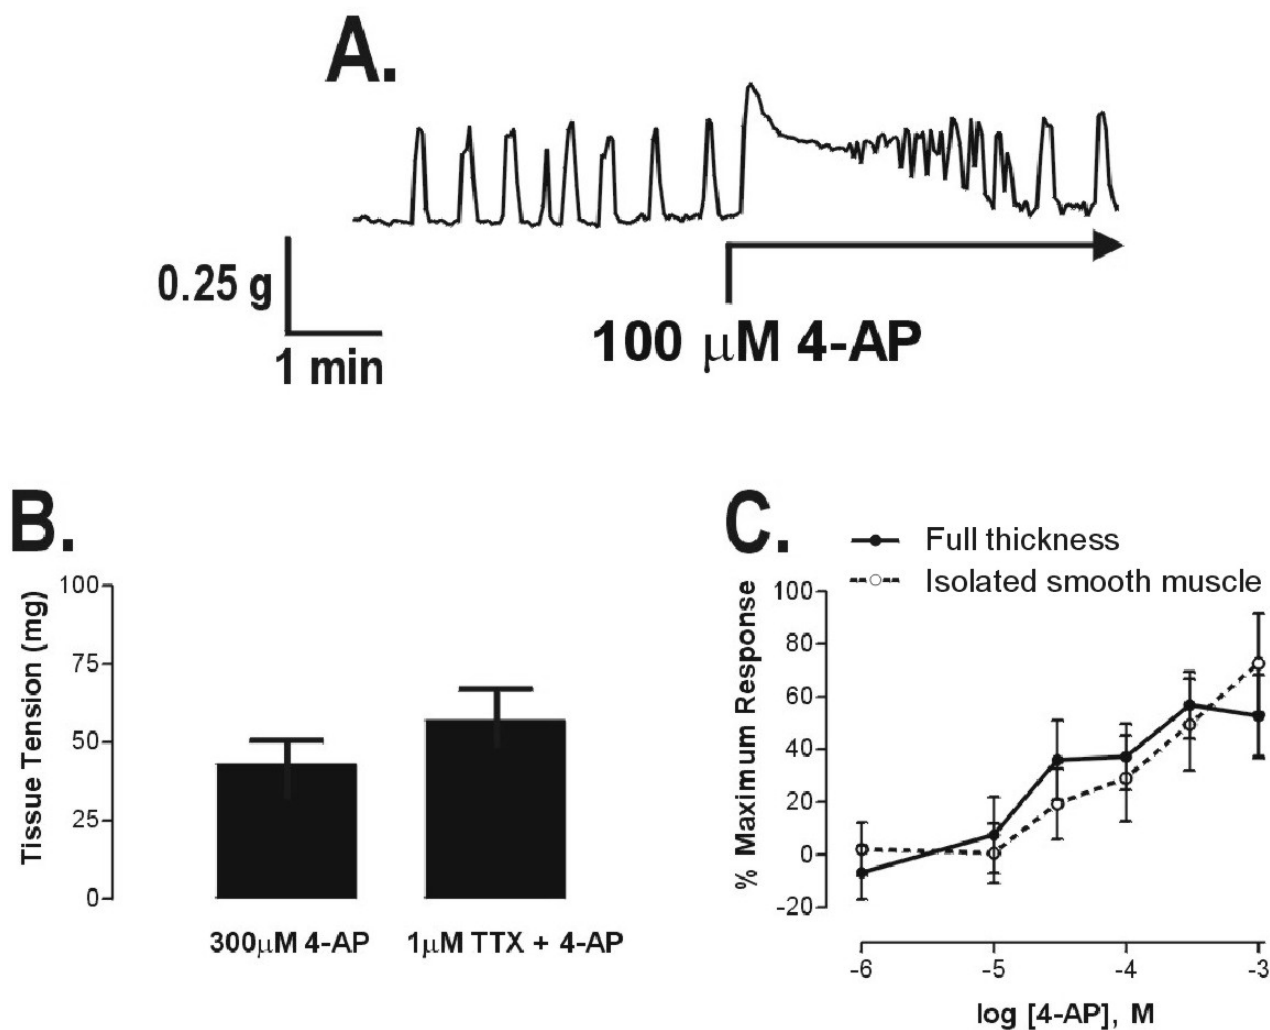 A.
0.25 g
1 min
100 μM 4-AP
B.
Tissue Tension (mg)
100
75
50
25
0
300μM 4-AP
1μM TTX + 4-AP
C.
Full thickness
Isolated smooth muscle
% Maximum Response
100
80
60
40
20
0
-20
-6
-5
-4
-3
log [4-AP], M